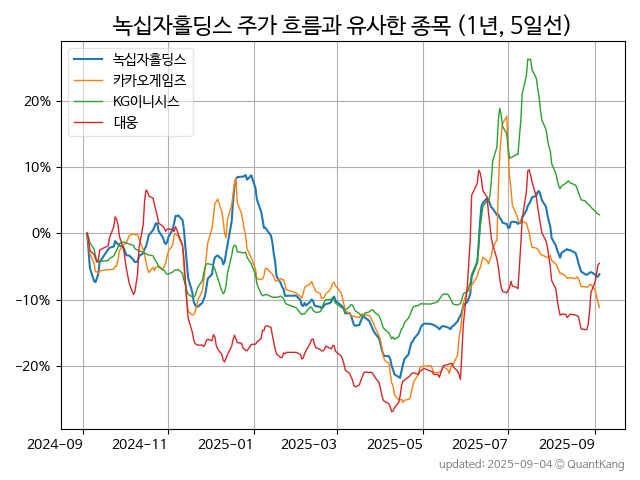 녹십자홀딩스 주가 흐름과 유사한 종목 (1년, 5일선)
녹십자홀딩스
카카오게임즈
KG이니시스
대웅
20%
10%
0%
−10%
−20%
2024-09
2024-11
2025-01
2025-03
2025-05
2025-07
2025-09
updated: 2025-09-04 © QuantKang